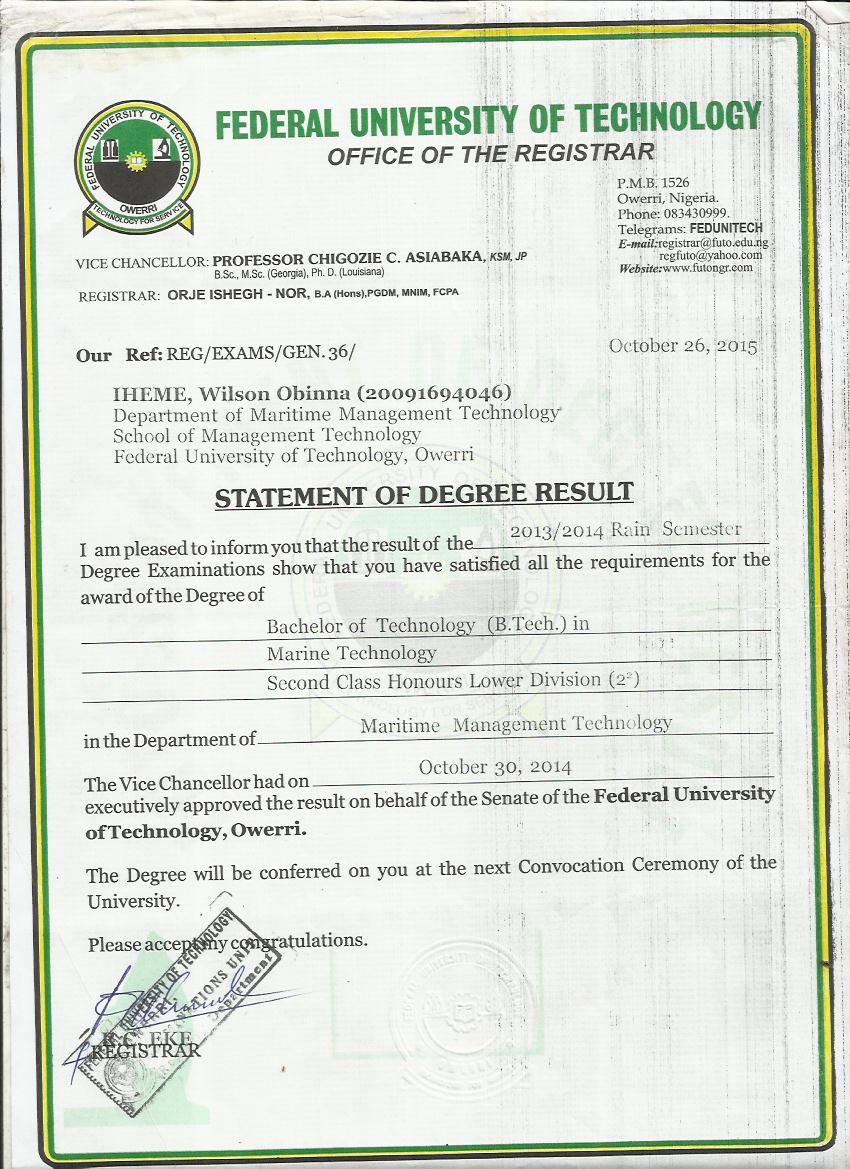 FEDERAL UNIVERSITY OF TECHNOLOGY
OWERRI
TECHNOLOGY FOR SERVICE
FEDERAL UNIVERSITY OF TECHNOLOGY
OFFICE OF THE REGISTRAR
P.M.B. 1526
Owerri, Nigeria.
Phone: 083430999.
Telegrams: FEDUNITECH
E-mail:registrar@futo.edu.ng
regfuto@yahoo.com
Website:www.futongr.com
VICE CHANCELLOR: PROFESSOR CHIGOZIE C. ASIABAKA, KSM, JP
B.Sc., M.Sc. (Georgia), Ph. D. (Louisiana)
REGISTRAR: ORJE ISHEGH - NOR, B.A (Hons),PGDM, MNIM, FCPA
Our Ref: REG/EXAMS/GEN. 36/
October 26, 2015
IHEME, Wilson Obinna (20091694046)
Department of Maritime Management Technology
School of Management Technology
Federal University of Technology, Owerri
STATEMENT OF DEGREE RESULT
I am pleased to inform you that the result of the 2013/2014 Rain Semester
Degree Examinations show that you have satisfied all the requirements for the
award of the Degree of
Bachelor of Technology (B.Tech.) in
Marine Technology
Second Class Honours Lower Division (2²)
in the Department of Maritime Management Technology
The Vice Chancellor had on October 30, 2014
executively approved the result on behalf of the Senate of the Federal University
of Technology, Owerri.
The Degree will be conferred on you at the next Convocation Ceremony of the
University.
Please accept my congratulations.
UNIVERSITY OF TECHNOLOGY
Department
EKE
REGISTRAR